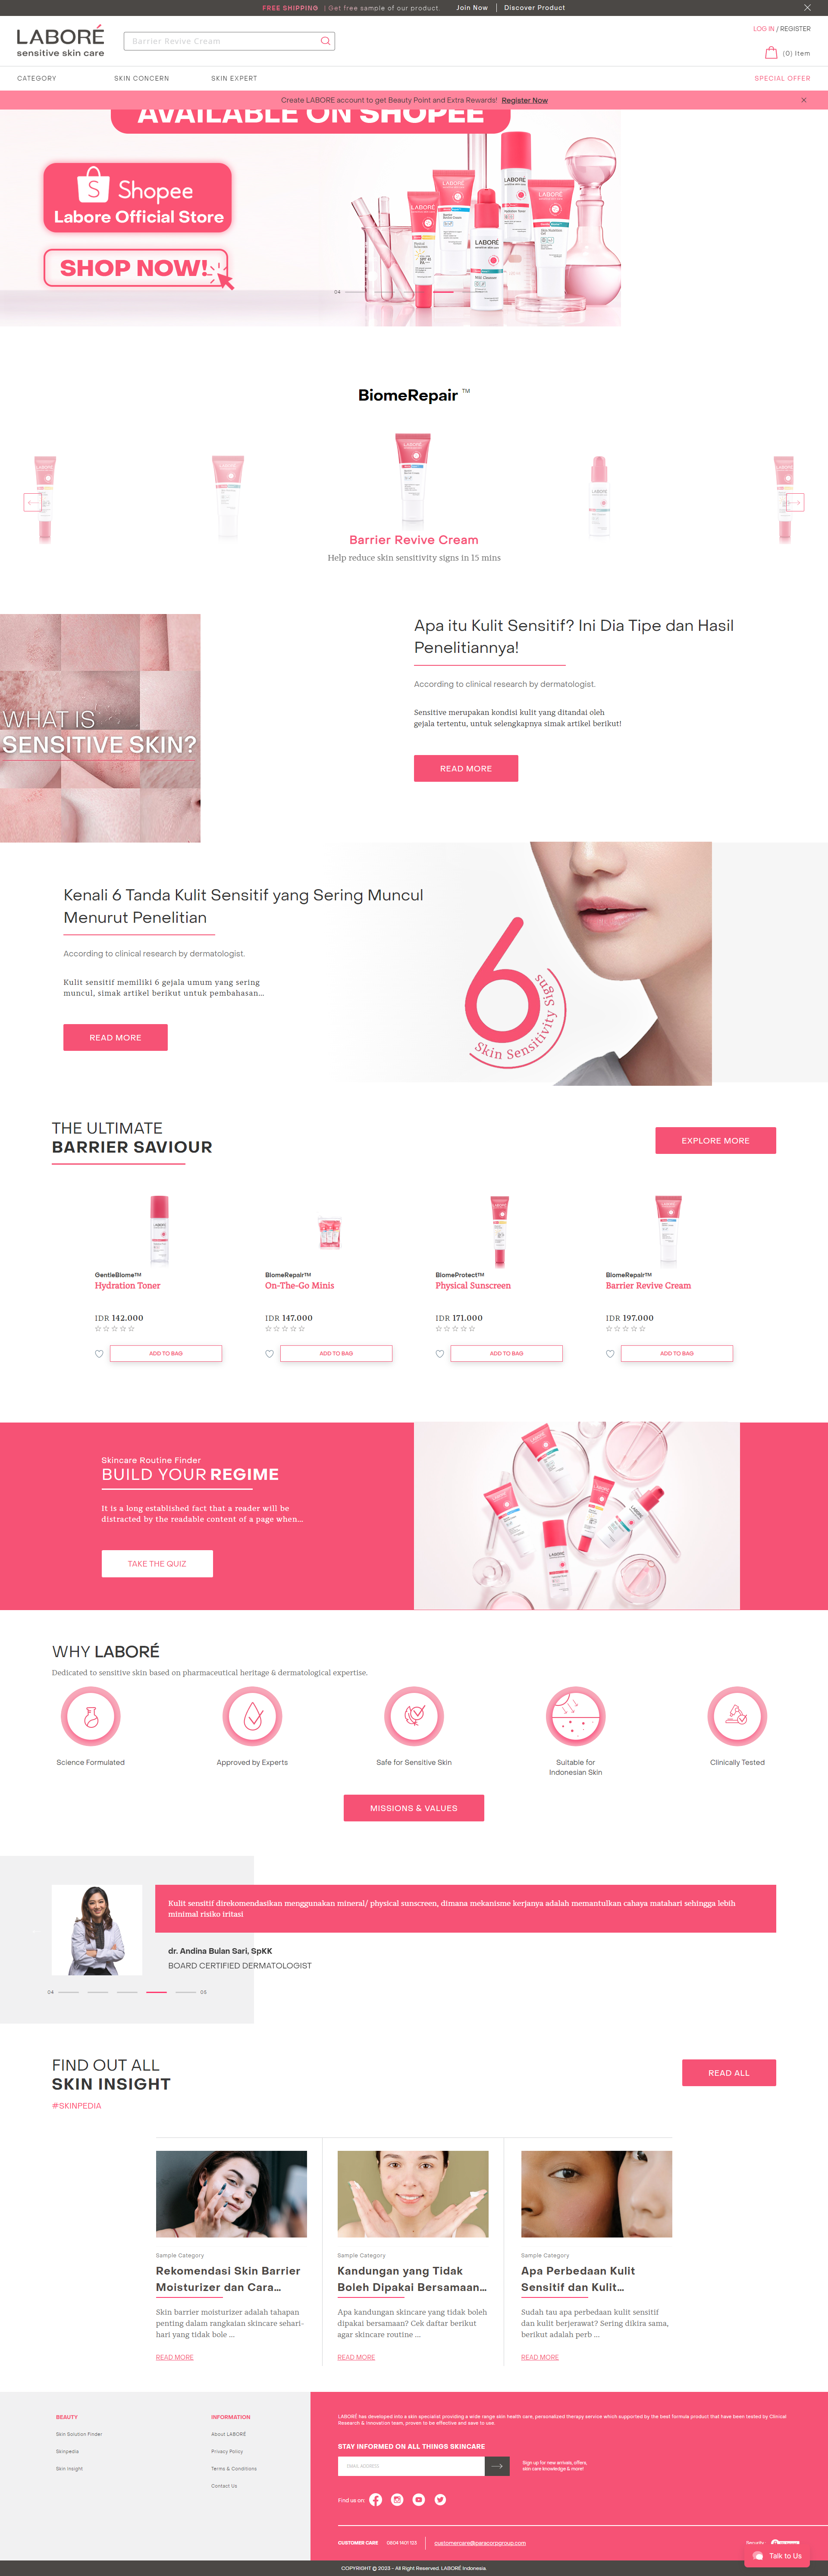 FREE SHIPPING | Get free sample of our product. Join Now Discover Product
LABORÉ
sensitive skin care
Barrier Revive Cream
LOG IN / REGISTER
(0) Item
CATEGORY SKIN CONCERN SKIN EXPERT SPECIAL OFFER
Create LABORE account to get Beauty Point and Extra Rewards! Register Now
AVAILABLE ON SHOPEE
Shopee
Labore Official Store
SHOP NOW!
04
BiomeRepair ™
Barrier Revive Cream
Help reduce skin sensitivity signs in 15 mins
WHAT IS
SENSITIVE SKIN?
Apa itu Kulit Sensitif? Ini Dia Tipe dan Hasil
Penelitiannya!
According to clinical research by dermatologist.
Sensitive merupakan kondisi kulit yang ditandai oleh
gejala tertentu, untuk selengkapnya simak artikel berikut!
READ MORE
Kenali 6 Tanda Kulit Sensitif yang Sering Muncul
Menurut Penelitian
According to clinical research by dermatologist.
Kulit sensitif memiliki 6 gejala umum yang sering
muncul, simak artikel berikut untuk pembahasan...
READ MORE
6
Skin Sensitivity Signs
THE ULTIMATE
BARRIER SAVIOUR
EXPLORE MORE
GentleBiome™
Hydration Toner
IDR 142.000
ADD TO BAG
BiomeRepair™
On-The-Go Minis
IDR 147.000
ADD TO BAG
BiomeProtect™
Physical Sunscreen
IDR 171.000
ADD TO BAG
BiomeRepair™
Barrier Revive Cream
IDR 197.000
ADD TO BAG
Skincare Routine Finder
BUILD YOUR REGIME
It is a long established fact that a reader will be
distracted by the readable content of a page when...
TAKE THE QUIZ
WHY LABORÉ
Dedicated to sensitive skin based on pharmaceutical heritage & dermatological expertise.
Science Formulated
Approved by Experts
Safe for Sensitive Skin
Suitable for
Indonesian Skin
Clinically Tested
MISSIONS & VALUES
Kulit sensitif direkomendasikan menggunakan mineral/ physical sunscreen, dimana mekanisme kerjanya adalah memantulkan cahaya matahari sehingga lebih
minimal risiko iritasi
dr. Andina Bulan Sari, SpKK
BOARD CERTIFIED DERMATOLOGIST
04 05
FIND OUT ALL
SKIN INSIGHT
#SKINPEDIA
READ ALL
Sample Category
Rekomendasi Skin Barrier
Moisturizer dan Cara...
Skin barrier moisturizer adalah tahapan
penting dalam rangkaian skincare sehari-
hari yang tidak bole ...
READ MORE
Sample Category
Kandungan yang Tidak
Boleh Dipakai Bersamaan...
Apa kandungan skincare yang tidak boleh
dipakai bersamaan? Cek daftar berikut
agar skincare routine ...
READ MORE
Sample Category
Apa Perbedaan Kulit
Sensitif dan Kulit...
Sudah tau apa perbedaan kulit sensitif
dan kulit berjerawat? Sering dikira sama,
berikut adalah perb ...
READ MORE
BEAUTY
Skin Solution Finder
Skinpedia
Skin Insight
INFORMATION
About LABORÉ
Privacy Policy
Terms & Conditions
Contact Us
LABORÉ has developed into a skin specialist providing a wide range skin health care, personalized therapy service which supported by the best formula product that have been tested by Clinical
Research & Innovation team, proven to be effective and save to use.
STAY INFORMED ON ALL THINGS SKINCARE
EMAIL ADDRESS
Sign up for new arrivals, offers,
skin care knowledge & more!
Find us on:
CUSTOMER CARE 0804 1401 123 customercare@paracorpgroup.com
Security
Talk to Us
COPYRIGHT © 2023 - All Right Reserved. LABORÉ Indonesia.